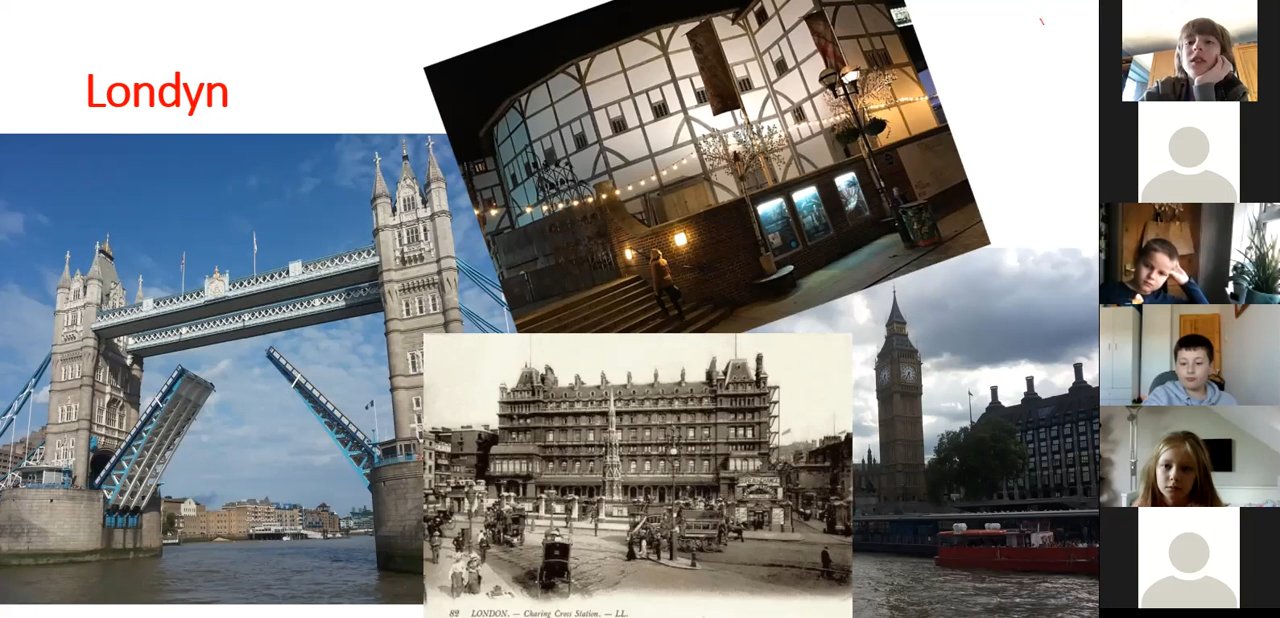 Londyn
82 LONDON. — Charing Cross Station. — LL.